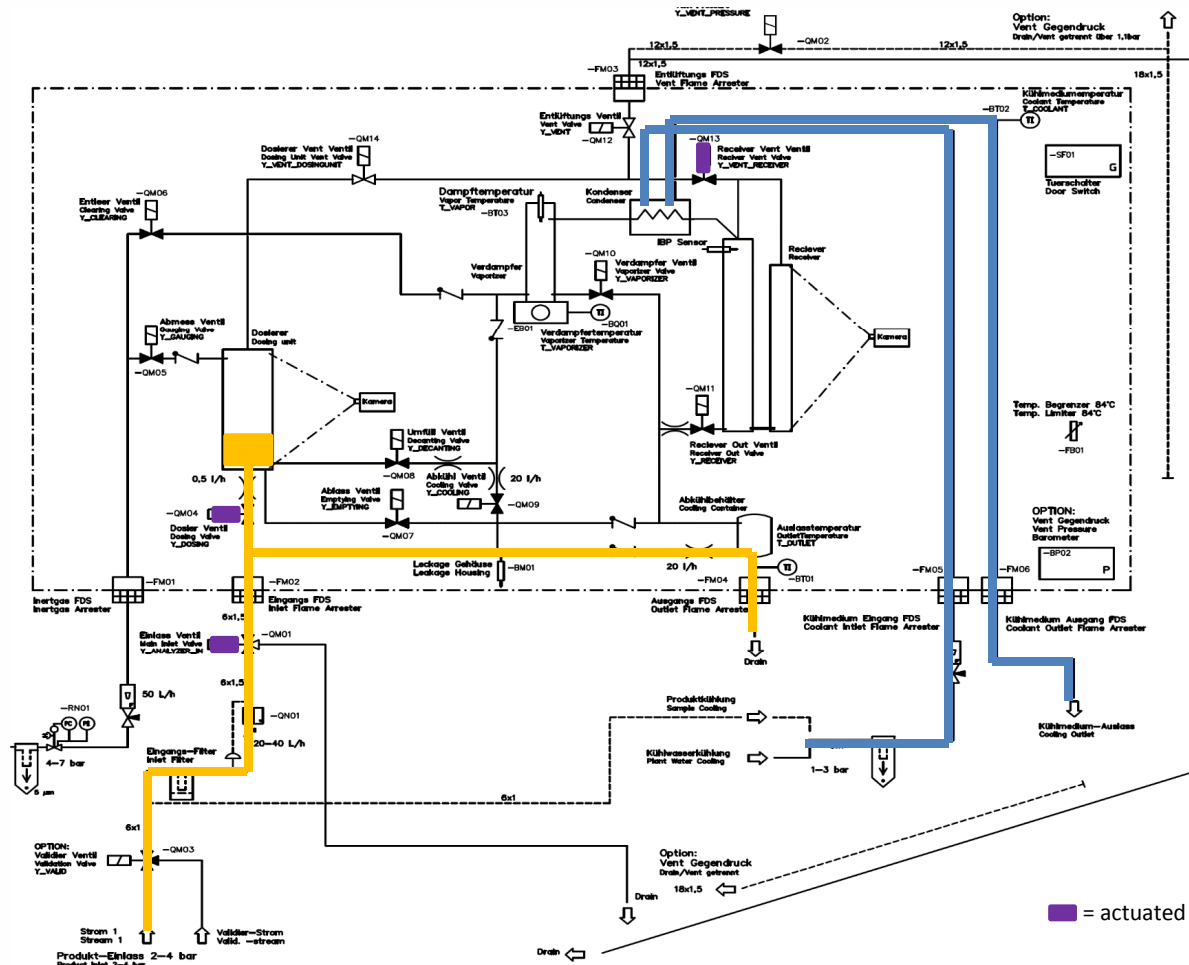 Y_VENT_PRESSURE
-QM02
12x1,5
12x1,5
12x1,5
Option:
Vent Gegendruck
Drain/Vent getrennt über 1,1bar
18x1,5
-FM03
Entlüftungs FDS
Vent Flame Arrester
Entlüftungs Ventil
Vent Valve
Y_VENT
-QM12
-QM14
Dosierer Vent Ventil
Dosing Unit Vent Valve
Y_VENT_DOSINGUNIT
-QM13
Receiver Vent Ventil
Reciver Vent Valve
Y_VENT_RECEIVER
Kühlmediumtemperatur
Coolant Temperature
T_COOLANT
-BT02
TI
-SF01
G
Tuerschalter
Door Switch
-QM06
Entleer Ventil
Clearing Valve
Y_CLEARING
Dampftemperatur
Vapor Temperature
T_VAPOR
-BT03
Kondenser
Condenser
IBP Sensor
Reciever
Receiver
Verdampfer
Vaporizer
-QM10
Verdampfer Ventil
Vaporizer Valve
Y_VAPORIZER
TI
-BQ01
-EB01
Verdampfertemperatur
Vaporizer Temperature
T_VAPORIZER
Abmess Ventil
Gauging Valve
Y_GAUGING
-QM05
Dosierer
Dosing unit
Kamera
Kamera
-QM11
Reciever Out Ventil
Receiver Out Valve
Y_RECEIVER
Temp. Begrenzer 84°C
Temp. Limiter 84°C
-FB01
Umfüll Ventil
Decanting Valve
Y_DECANTING
-QM08
0,5 l/h
Abkühl Ventil
Cooling Valve
Y_COOLING
20 l/h
-QM09
Ablass Ventil
Emptying Valve
Y_EMPTYING
-QM07
-QM04
Dosier Ventil
Dosing Valve
Y_DOSING
Abkühlbehälter
Cooling Container
Auslasstemperatur
OutletTemperature
T_OUTLET
TI
-BT01
20 l/h
OPTION:
Vent Gegendruck
Vent Pressure
Barometer
-BP02
P
Leckage Gehäuse
Leakage Housing
-BM01
-FM01
Inertgas FDS
Inertgas Arrester
-FM02
Eingangs FDS
Inlet Flame Arrester
6x1,5
-FM04
Ausgangs FDS
Outlet Flame Arrester
Drain
-FM05
Kühlmedium Eingang FDS
Coolant Intlet Flame Arrester
-FM06
Kühlmedium Ausgang FDS
Coolant Outlet Flame Arrester
Einlass Ventil
Main Inlet Valve
Y_ANALYZER_IN
-QM01
6x1,5
50 L/h
-RN01
PC
PI
4-7 bar
5 µm
-QN01
20-40 L/h
Eingangs-Filter
Inlet Filter
Produktkühlung
Sample Cooling
Kühlwasserkühlung
Plant Water Cooling
1-3 bar
Kühlmedium-Auslass
Cooling Outlet
6x1
6x1
OPTION:
Validier Ventil
Validation Valve
Y_VALID
-QM03
Option:
Vent Gegendruck
Drain/Vent getrennt
18x1,5
Drain
Drain
Strom 1
Stream 1
Validier-Strom
Valid. -stream
Produkt-Einlass 2-4 bar
Product Inlet 2-4 bar
= actuated